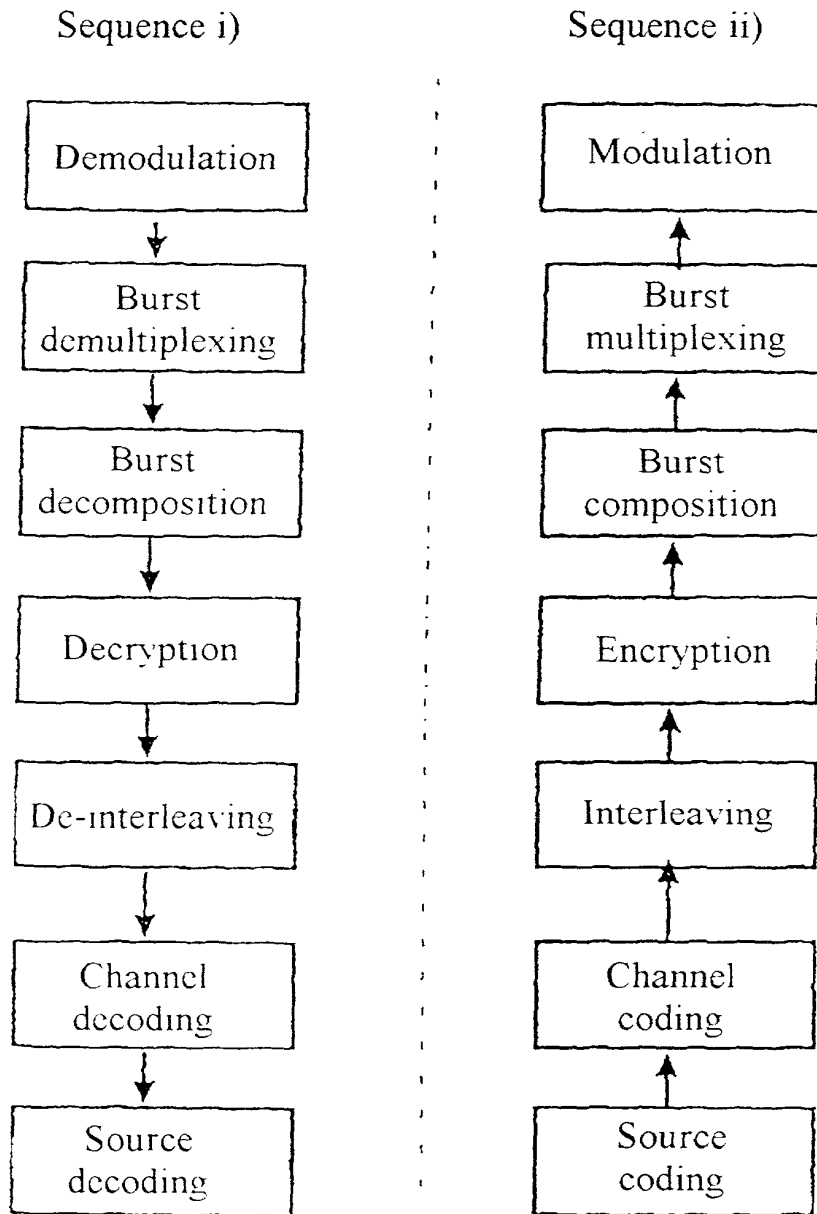 Sequence i)
Demodulation
Burst
demultiplexing
Burst
decomposition
Decryption
De-interleaving
Channel
decoding
Source
decoding
Sequence ii)
Modulation
Burst
multiplexing
Burst
composition
Encryption
Interleaving
Channel
coding
Source
coding